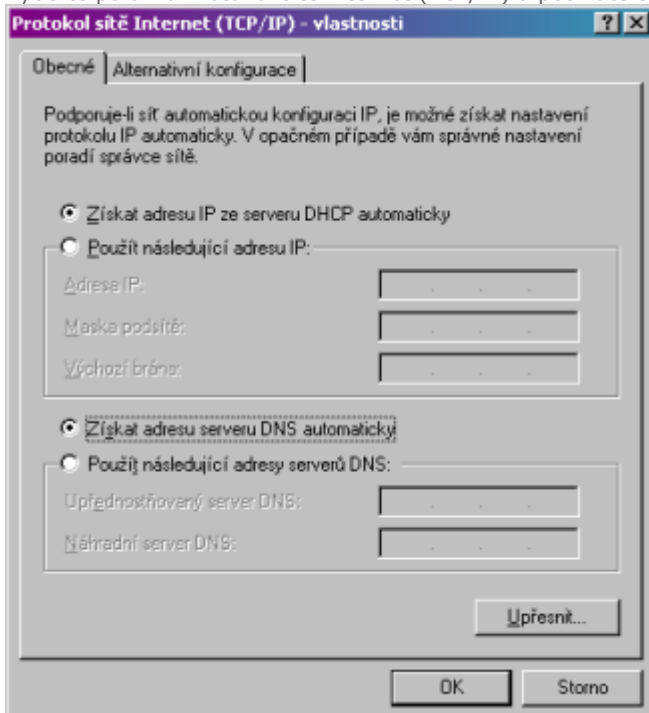 Protokol sítě Internet (TCP/IP) - vlastnosti
Obecné
Alternativní konfigurace
Podporuje-li síť automatickou konfiguraci IP, je možné získat nastavení
protokolu IP automaticky. V opačném případě vám správné nastavení
poradí správce sítě.
Získat adresu IP ze serveru DHCP automaticky
Použít následující adresu IP:
Adresa IP:
Maska podsítě:
Výchozí brána:
Získat adresu serveru DNS automaticky
Použít následující adresy serverů DNS:
Upřednostňovaný server DNS:
Náhradní server DNS:
Upřesnit...
OK
Storno